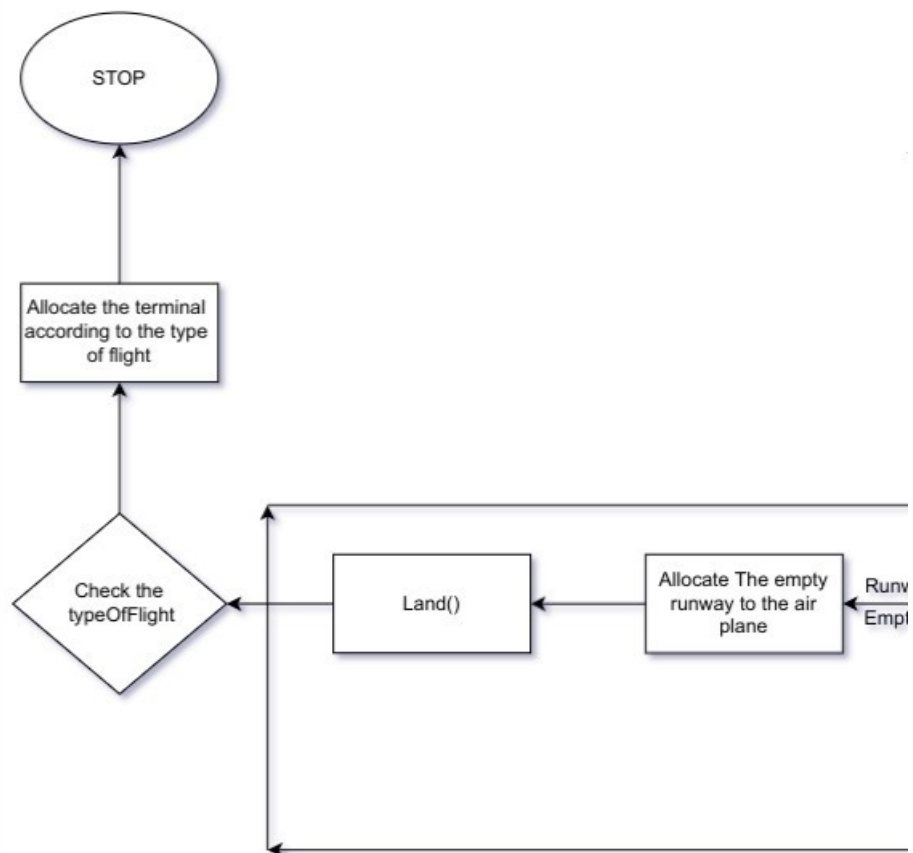 STOP
Allocate the terminal
according to the type
of flight
Check the
typeOfFlight
Land()
Allocate The empty
runway to the air
plane